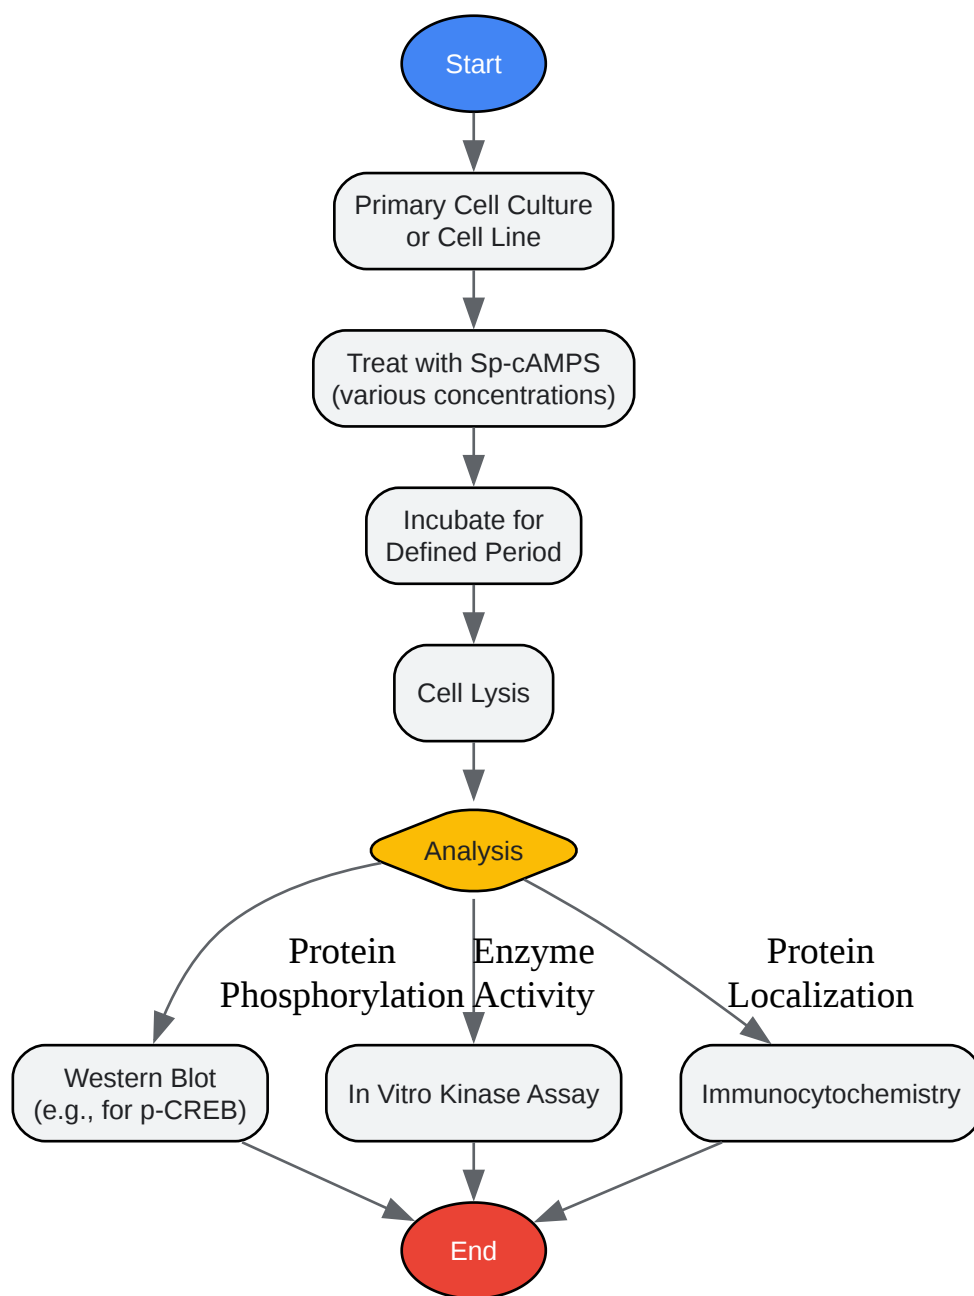 Start
Primary Cell Culture
or Cell Line
Treat with Sp-cAMPS
(various concentrations)
Incubate for
Defined Period
Cell Lysis
Analysis
Protein
Phosphorylation
Enzyme
Activity
Protein
Localization
Western Blot
(e.g., for p-CREB)
In Vitro Kinase Assay
Immunocytochemistry
End